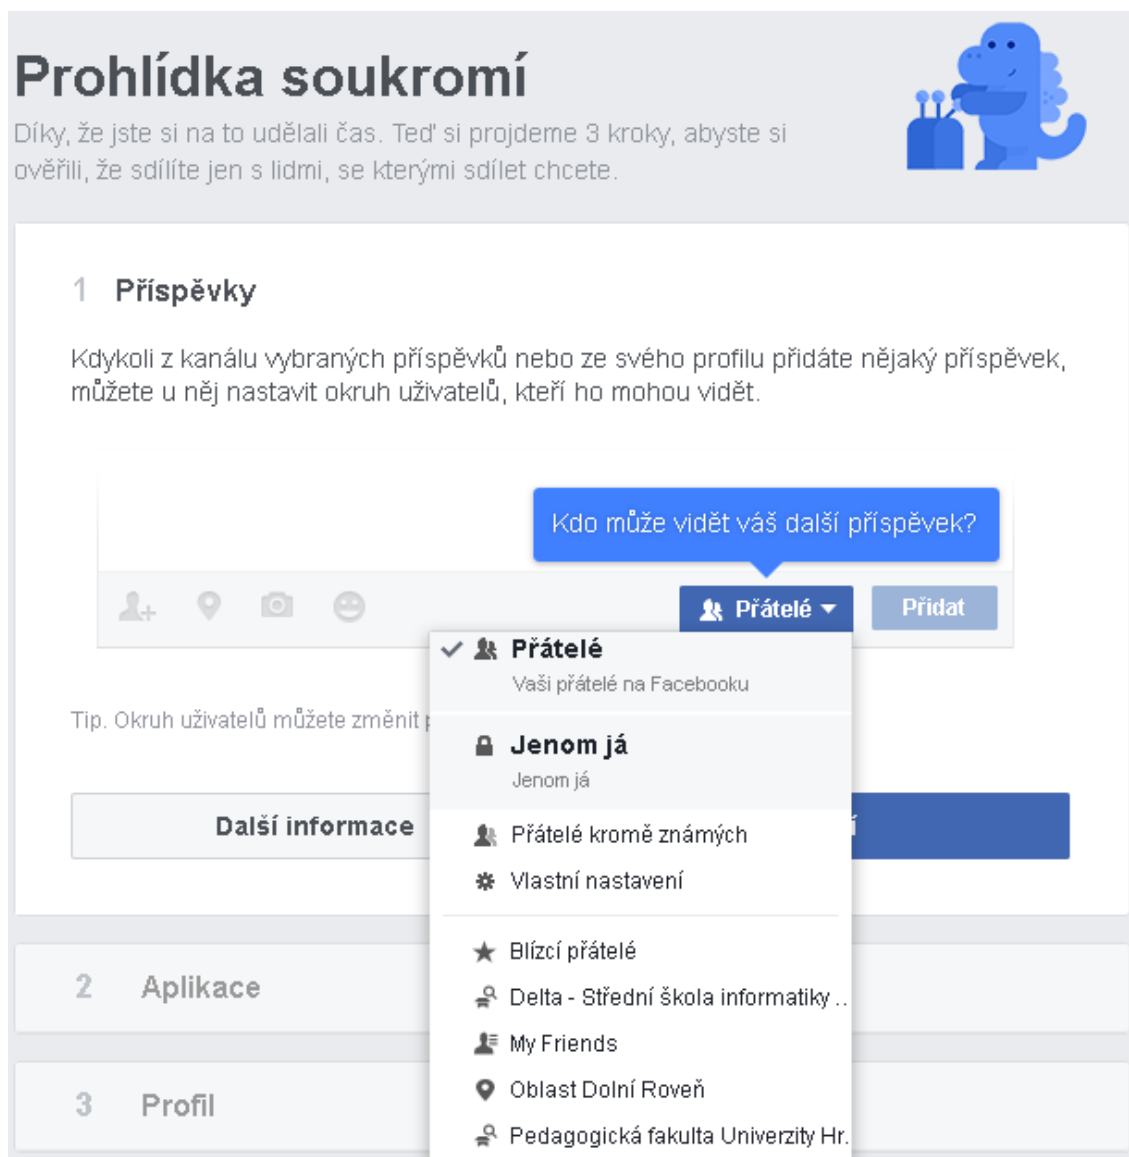 Prohlídka soukromí
Díky, že jste si na to udělali čas. Teď si projdeme 3 kroky, abyste si
ověřili, že sdílíte jen s lidmi, se kterými sdílet chcete.
1 Příspěvky
Kdykoli z kanálu vybraných příspěvků nebo ze svého profilu přidáte nějaký příspěvek,
můžete u něj nastavit okruh uživatelů, kteří ho mohou vidět.
Kdo může vidět váš další příspěvek?
Přátelé Přidat
Přátelé
Vaši přátelé na Facebooku
Tip. Okruh uživatelů můžete změnit
Jenom já
Jenom já
Další informace
Přátelé kromě známých
Vlastní nastavení
Blízcí přátelé
2 Aplikace
Delta - Střední škola informatiky ...
My Friends
Oblast Dolní Roveň
3 Profil
Pedagogická fakulta Univerzity Hr.